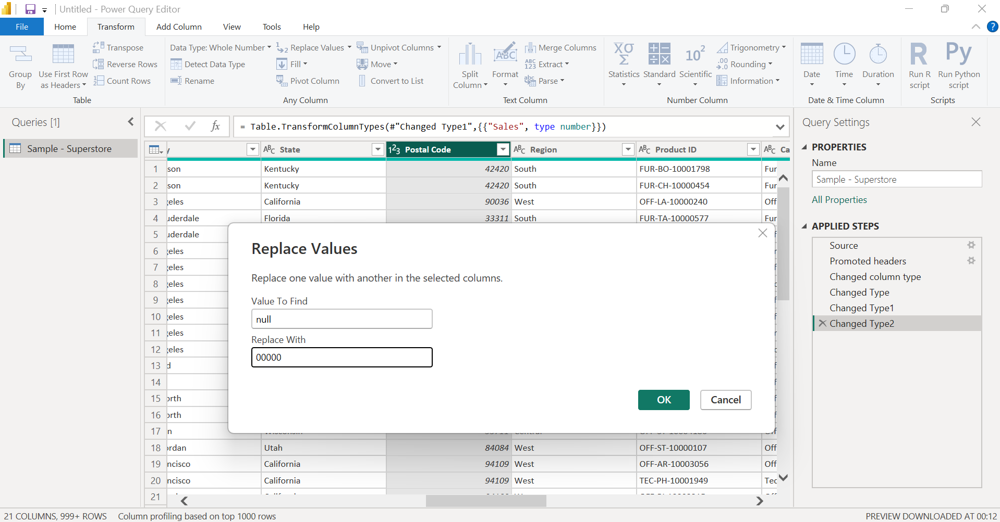 Untitled - Power Query Editor
File Home Transform Add Column View Tools Help
Group By
Use First Row as Headers
Transpose
Reverse Rows
Count Rows
Table
Data Type: Whole Number
Detect Data Type
Rename
Replace Values
Fill
Pivot Column
Unpivot Columns
Move
Convert to List
Any Column
Split Column
Format
Merge Columns
Extract
Parse
Text Column
Statistics
Standard
Scientific
Trigonometry
Rounding
Information
Number Column
Date
Time
Duration
Date & Time Column
Run R script
Run Python script
Scripts
Queries [1]
Sample - Superstore
= Table.TransformColumnTypes(#"Changed Type1",{{"Sales", type number}})
y State Postal Code Region Product ID Ca
1 son Kentucky 42420 South FUR-BO-10001798 Fur
2 son Kentucky 42420 South FUR-CH-10000454 Fur
3 geles California 90036 West OFF-LA-10000240 Off
4 uderdale Florida 33311 South FUR-TA-10000577 Fur
5 uderdale
6 geles
7 geles
8 geles
9 geles
10 geles
11 geles
12 geles
13 d
14
15 orth
16 orth
17 n
18 ordan Utah 84084 West OFF-ST-10000107 Off
19 ncisco California 94109 West OFF-AR-10003056 Off
20 ncisco California 94109 West TEC-PH-10001949 Tec
21
Replace Values
Replace one value with another in the selected columns.
Value To Find
null
Replace With
00000
OK Cancel
Query Settings
PROPERTIES
Name
Sample - Superstore
All Properties
APPLIED STEPS
Source
Promoted headers
Changed column type
Changed Type
Changed Type1
Changed Type2
21 COLUMNS, 999+ ROWS Column profiling based on top 1000 rows
PREVIEW DOWNLOADED AT 00:12